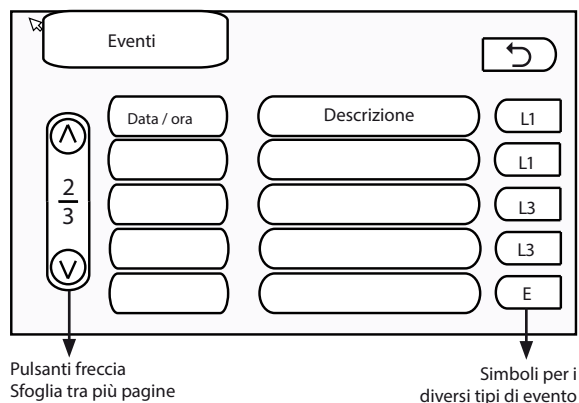 Eventi
Data / ora Descrizione L1
L1
2
3
L3
L3
E
Pulsanti freccia
Sfoglia tra più pagine
Simboli per i
diversi tipi di evento